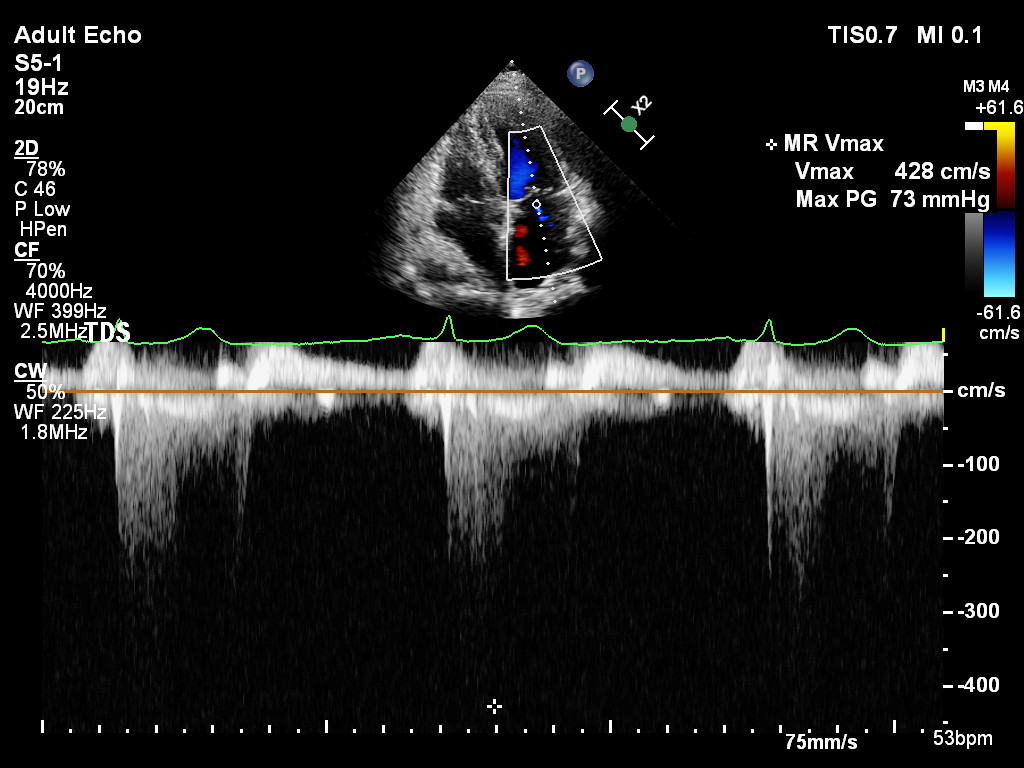 Adult Echo
TIS0.7 MI 0.1
S5-1
19Hz
20cm
2D
78%
C 46
P Low
HPen
CF
70%
4000Hz
WF 399Hz
2.5MHz
TDS
CW
50%
WF 225Hz
1.8MHz
P
X2
M3 M4
+61.6
MR Vmax
Vmax 428 cm/s
Max PG 73 mmHg
-61.6
cm/s
cm/s
-100
-200
-300
-400
75mm/s
53bpm